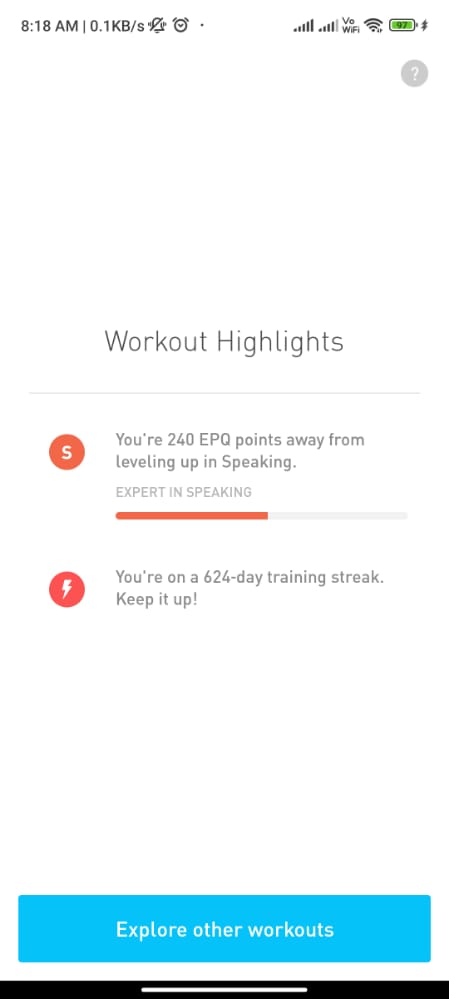 8:18 AM | 0.1KB/s
Vo
WiFi
97
?
Workout Highlights
S
You're 240 EPQ points away from
leveling up in Speaking.
EXPERT IN SPEAKING
You're on a 624-day training streak.
Keep it up!
Explore other workouts